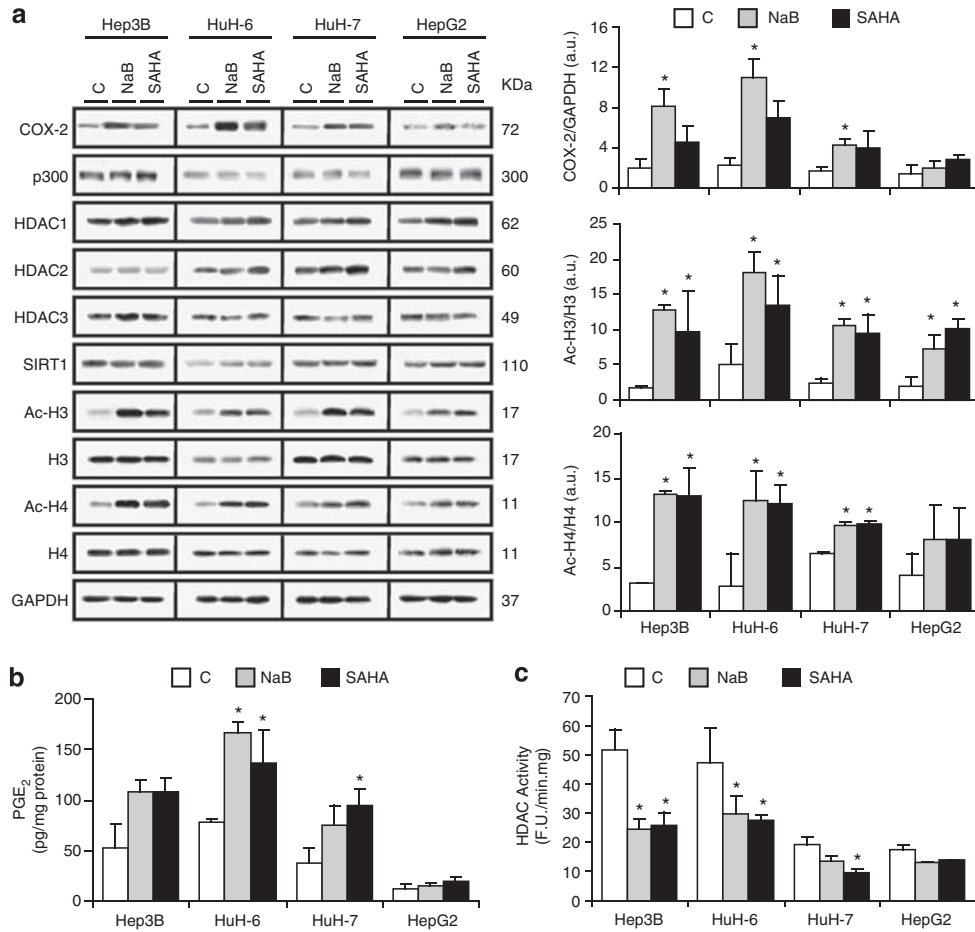 a
Hep3B HuH-6 HuH-7 HepG2
C NaB SAHA C NaB SAHA C NaB SAHA C NaB SAHA KDa
COX-2 72
p300 300
HDAC1 62
HDAC2 60
HDAC3 49
SIRT1 110
Ac-H3 17
H3 17
Ac-H4 11
H4 11
GAPDH 37
C NaB SAHA
COX-2/GAPDH (a.u.)
16
12
8
4
0
* * *
Ac-H3/H3 (a.u.)
25
20
15
10
5
0
* * * * * * * *
Ac-H4/H4 (a.u.)
20
15
10
5
0
* * * * * *
Hep3B HuH-6 HuH-7 HepG2
b
C NaB SAHA
PGE2
(pg/mg protein)
200
150
100
50
0
* * *
Hep3B HuH-6 HuH-7 HepG2
c
C NaB SAHA
HDAC Activity
(F.U./min.mg)
70
60
50
40
30
20
10
0
* * * * *
Hep3B HuH-6 HuH-7 HepG2